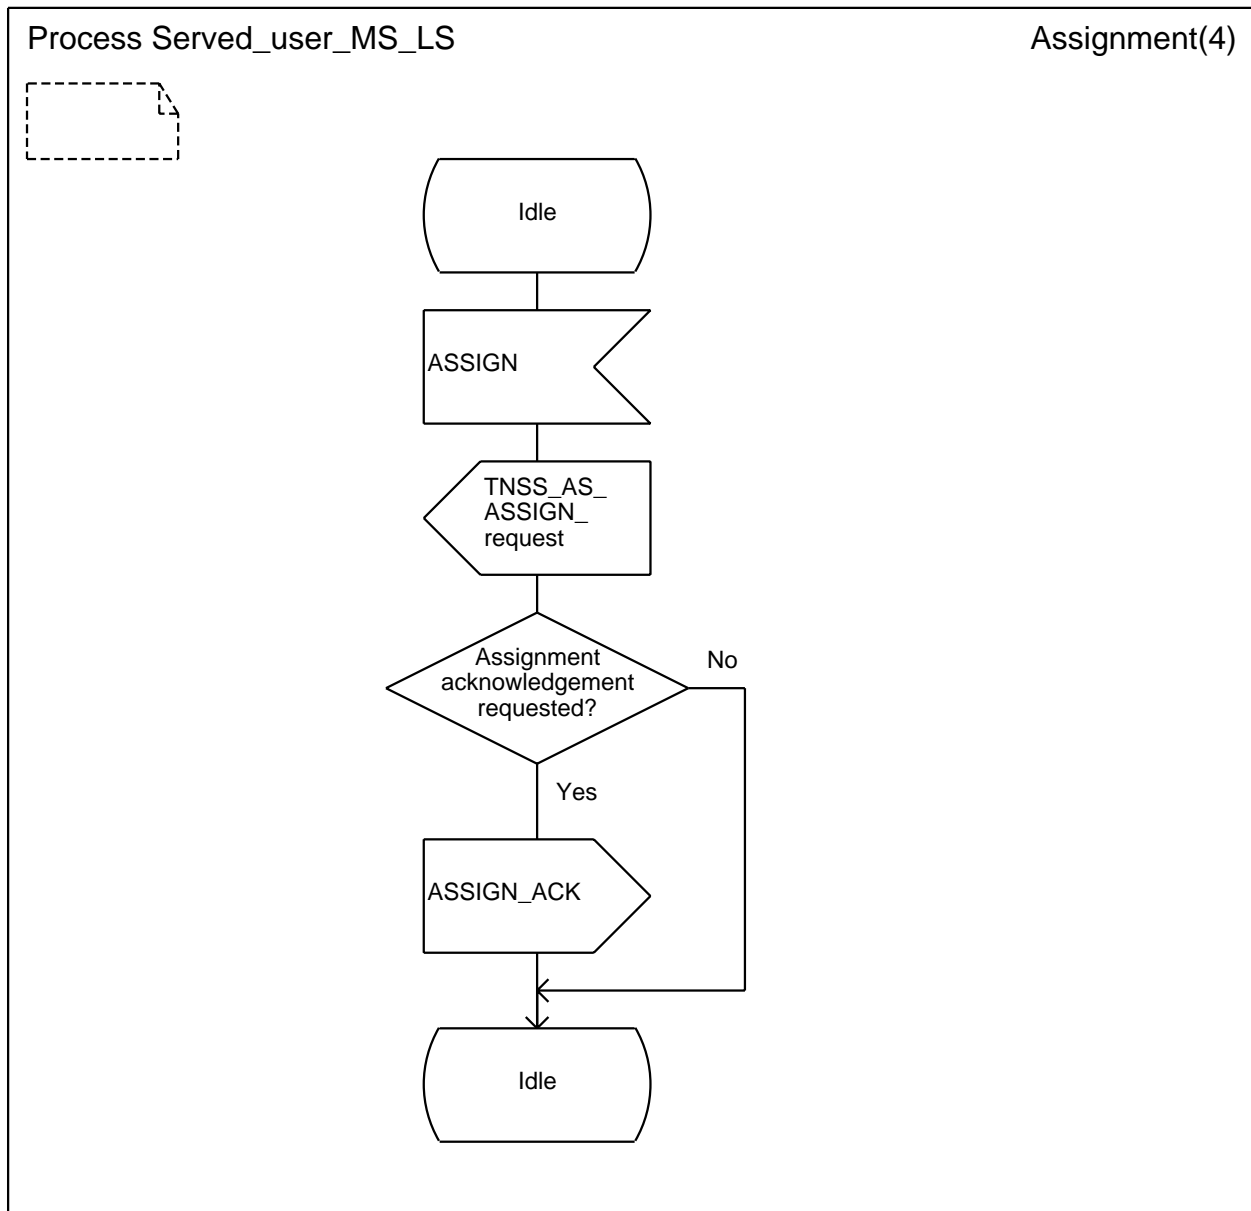 Process Served_user_MS_LS
Assignment(4)
Idle
ASSIGN
TNSS_AS_
ASSIGN_
request
Assignment
acknowledgement
requested?
No
Yes
ASSIGN_ACK
Idle